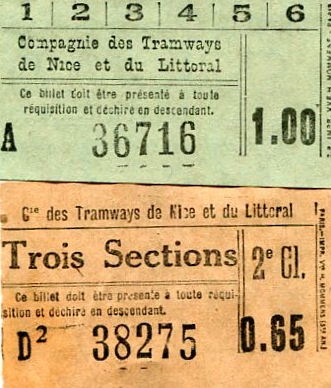 1 2 3 4 5 6
Compagnie des Tramways
de Nice et du Littoral
Ce billet doit être présenté à toute
réquisition et déchiré en descendant.
1.00
A 36716
Cie des Tramways de Nice et du Littoral
Trois Sections 2e Cl.
Ce billet doit être présenté à toute réqui-
sition et déchiré en descendant.
D2 38275 0.65